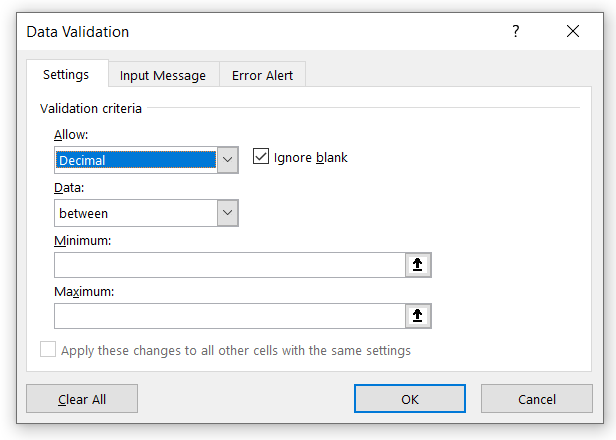 Data Validation ?
Settings Input Message Error Alert
Validation criteria
Allow:
Decimal Ignore blank
Data:
between
Minimum:
Maximum:
Apply these changes to all other cells with the same settings
Clear All OK Cancel